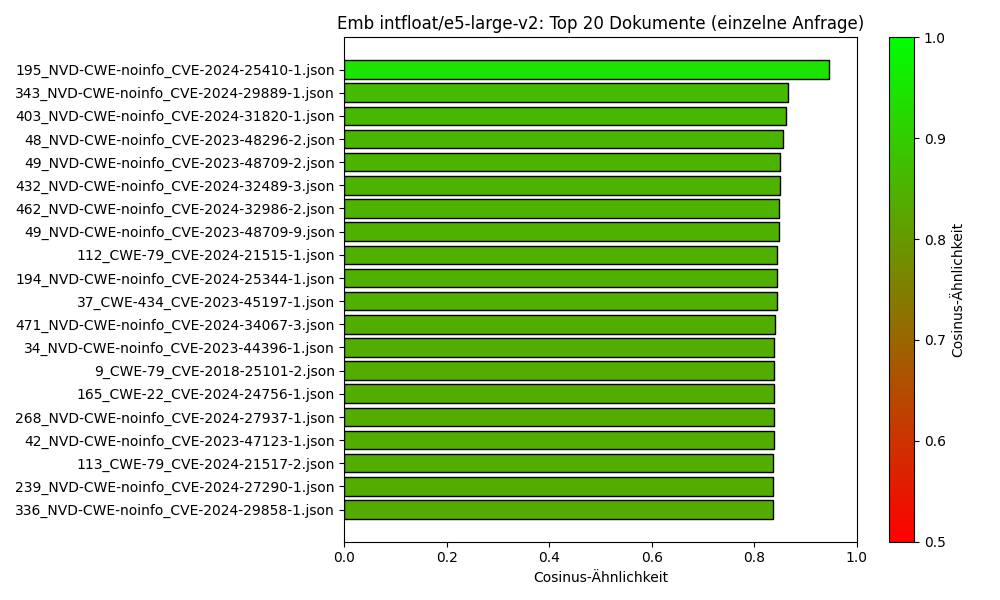 Emb intfloat/e5-large-v2: Top 20 Dokumente (einzelne Anfrage)
195_NVD-CWE-noinfo_CVE-2024-25410-1.json
343_NVD-CWE-noinfo_CVE-2024-29889-1.json
403_NVD-CWE-noinfo_CVE-2024-31820-1.json
48_NVD-CWE-noinfo_CVE-2023-48296-2.json
49_NVD-CWE-noinfo_CVE-2023-48709-2.json
432_NVD-CWE-noinfo_CVE-2024-32489-3.json
462_NVD-CWE-noinfo_CVE-2024-32986-2.json
49_NVD-CWE-noinfo_CVE-2023-48709-9.json
112_CWE-79_CVE-2024-21515-1.json
194_NVD-CWE-noinfo_CVE-2024-25344-1.json
37_CWE-434_CVE-2023-45197-1.json
471_NVD-CWE-noinfo_CVE-2024-34067-3.json
34_NVD-CWE-noinfo_CVE-2023-44396-1.json
9_CWE-79_CVE-2018-25101-2.json
165_CWE-22_CVE-2024-24756-1.json
268_NVD-CWE-noinfo_CVE-2024-27937-1.json
42_NVD-CWE-noinfo_CVE-2023-47123-1.json
113_CWE-79_CVE-2024-21517-2.json
239_NVD-CWE-noinfo_CVE-2024-27290-1.json
336_NVD-CWE-noinfo_CVE-2024-29858-1.json
0.0 0.2 0.4 0.6 0.8 1.0
Cosinus-Ähnlichkeit
1.0
0.9
0.8
0.7
0.6
0.5
Cosinus-Ähnlichkeit